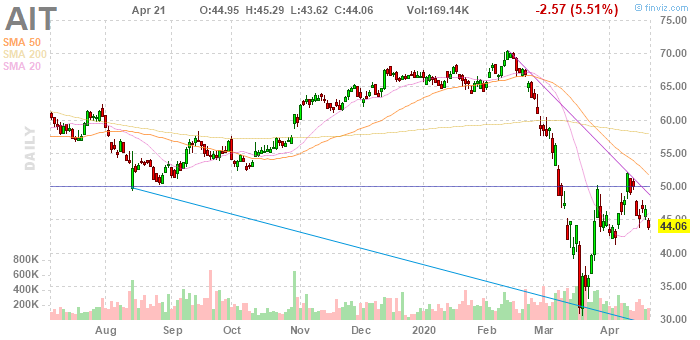 AIT
Apr 21 O:44.95 H:45.29 L:43.62 C:44.06 Vol:169.14K -2.57 (5.51%)
© finviz.com
SMA 50
SMA 200
SMA 20
DAILY
75.00
70.00
65.00
60.00
55.00
50.00
45.00
44.06
40.00
35.00
30.00
800K
600K
400K
200K
Aug Sep Oct Nov Dec 2020 Feb Mar Apr